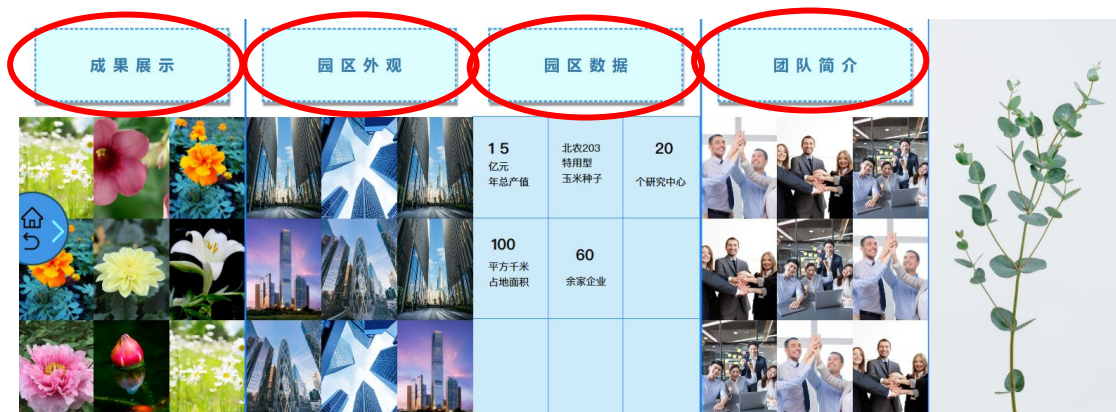 成果展示
园区外观
园区数据
团队简介
15
亿元
年总产值
北农203
特用型
玉米种子
20
个研究中心
100
平方千米
占地面积
60
余家企业